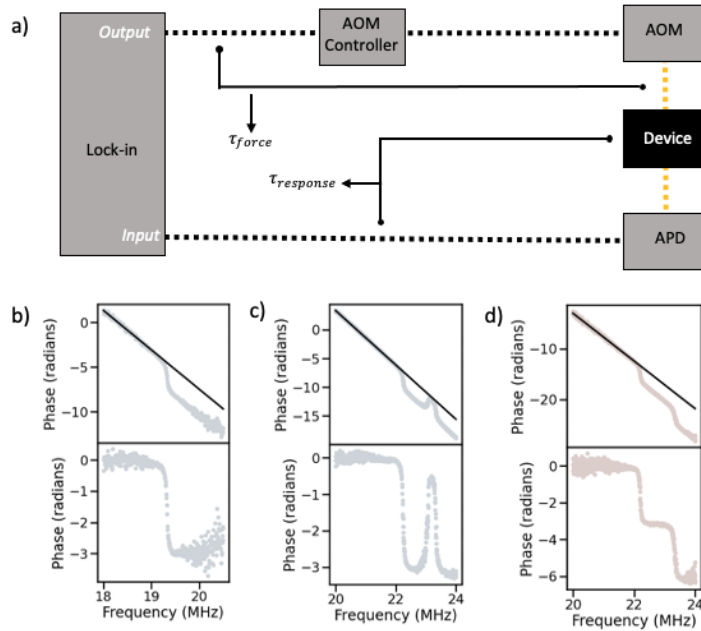 a)
Output
AOM
Controller
AOM
τ_force
Device
Lock-in
τ_response
Input
APD
b)
Phase (radians)
0
−5
−10
Phase (radians)
0
−1
−2
−3
18
19
20
Frequency (MHz)
c)
Phase (radians)
0
−5
−10
−15
Phase (radians)
0
−1
−2
−3
20
22
24
Frequency (MHz)
d)
Phase (radians)
−10
−20
Phase (radians)
0
−2
−4
−6
20
22
24
Frequency (MHz)